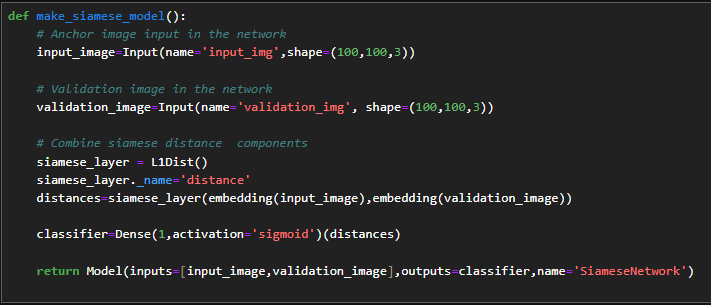 def make_siamese_model():
# Anchor image input in the network
input_image=Input(name='input_img',shape=(100,100,3))
# Validation image in the network
validation_image=Input(name='validation_img', shape=(100,100,3))
# Combine siamese distance  components
siamese_layer = L1Dist()
siamese_layer._name='distance'
distances=siamese_layer(embedding(input_image),embedding(validation_image))
classifier=Dense(1,activation='sigmoid')(distances)
return Model(inputs=[input_image,validation_image],outputs=classifier,name='SiameseNetwork')